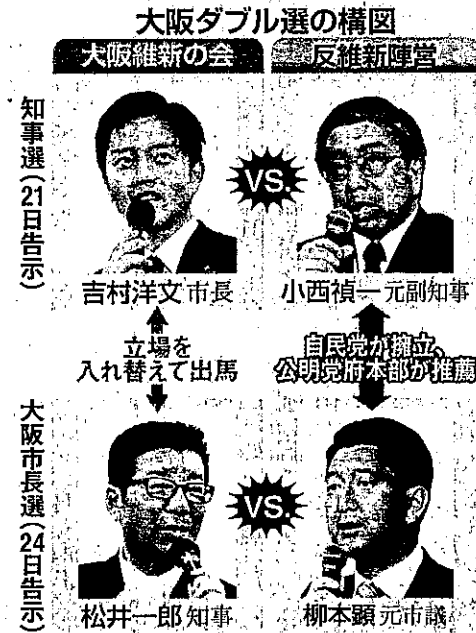 大阪ダブル選の構図
大阪維新の会
反維新陣営
知事選(21日告示)
VS.
吉村洋文市長
小西禎一元副知事
立場を
入れ替えて出馬
自民党が擁立、
公明党府本部が推薦
大阪市長選(24日告示)
VS.
松井一郎知事
柳本顕元市議